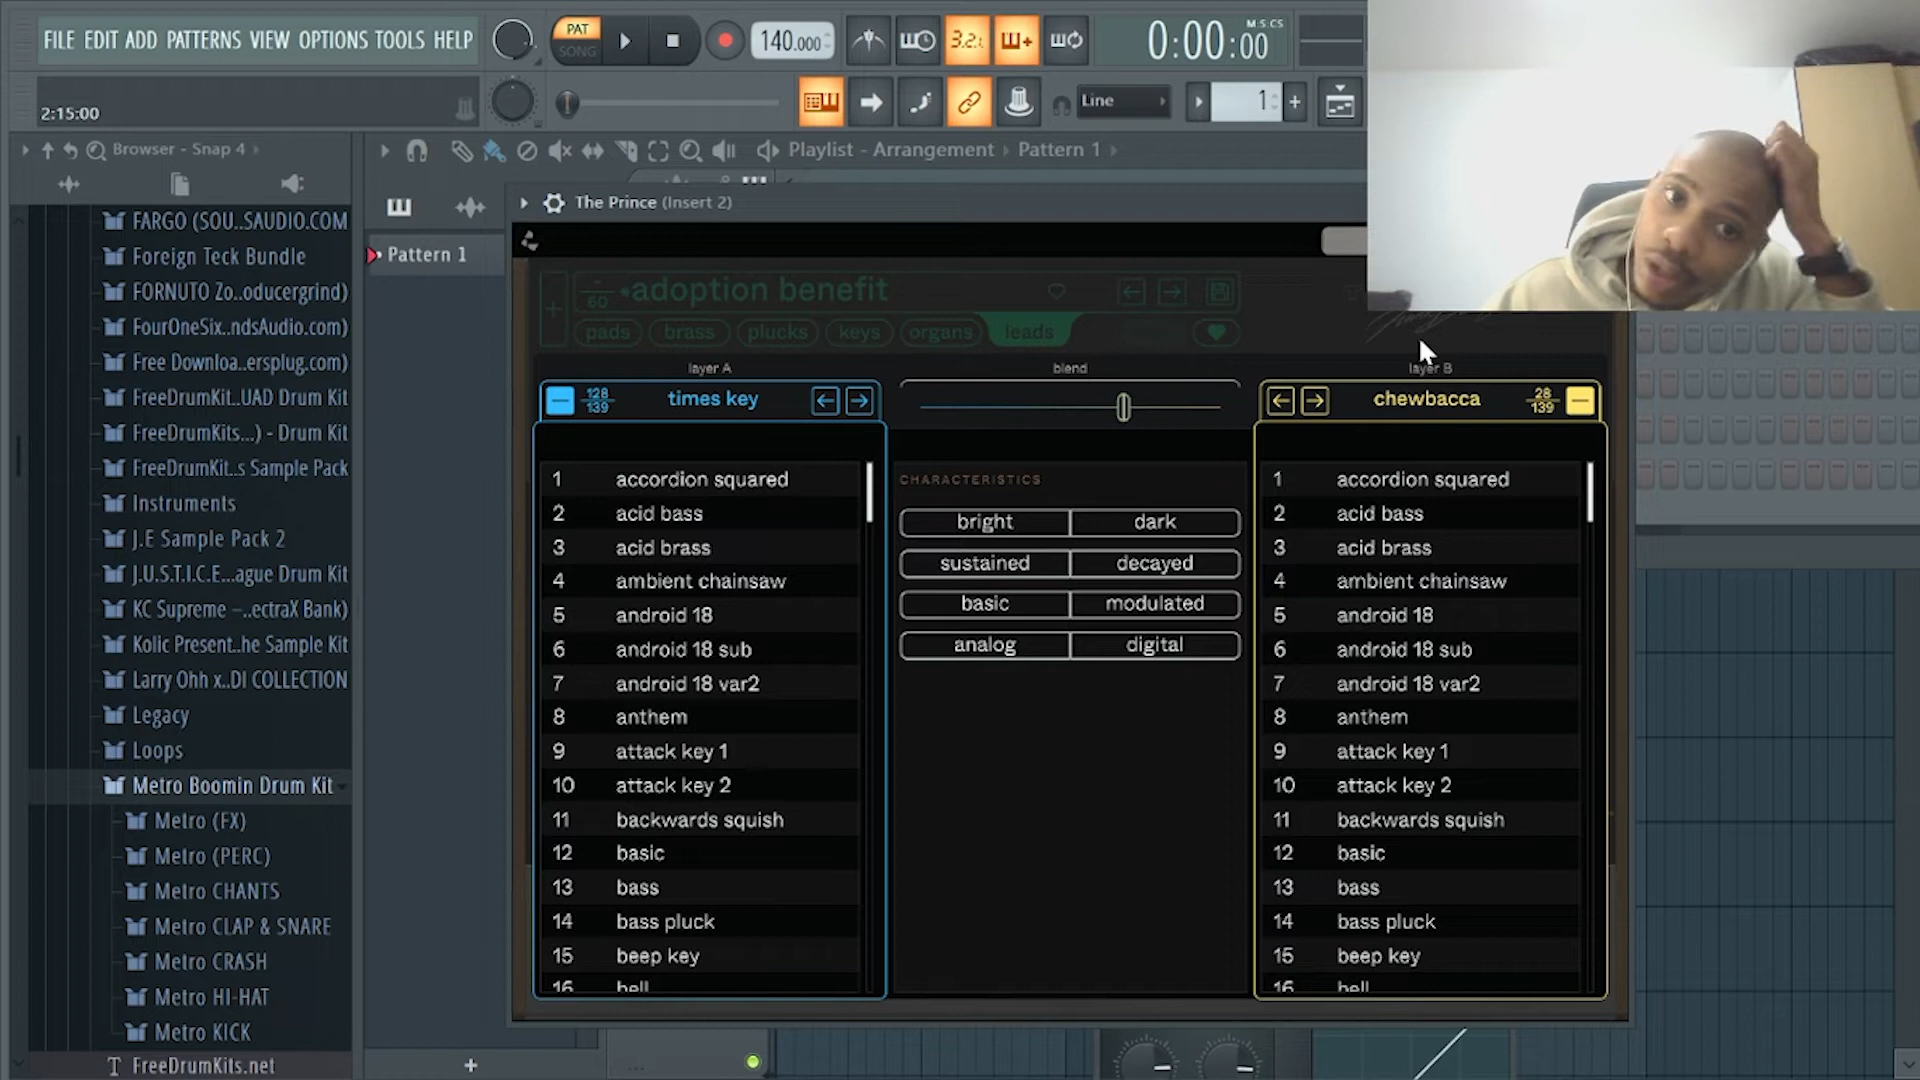 FILE EDIT ADD PATTERNS VIEW OPTIONS TOOLS HELP
PAT
SONG
140.000
3.2.
0:00:00
M:S:CS
2:15:00
Line
1
Browser - Snap 4
Playlist - Arrangement
Pattern 1
FARGO (SOU..SAUDIO.COM
Foreign Teck Bundle
FORNUTO Zo..oducergrind)
FourOneSix..ndsAudio.com)
Free Downloa..ersplug.com)
FreeDrumKit..UAD Drum Kit
FreeDrumKits...) - Drum Kit
FreeDrumKit..s Sample Pack
Instruments
J.E Sample Pack 2
J.U.S.T.I.C.E...ague Drum Kit
KC Supreme –..ectraX Bank)
Kolic Present..he Sample Kit
Larry Ohh x..DI COLLECTION
Legacy
Loops
Metro Boomin Drum Kit
Metro (FX)
Metro (PERC)
Metro CHANTS
Metro CLAP & SNARE
Metro CRASH
Metro HI-HAT
Metro KICK
FreeDrumKits.net
Pattern 1
The Prince (Insert 2)
60
adoption benefit
pads
brass
plucks
keys
organs
leads
layer A
blend
layer B
128
139
times key
chewbacca
28
139
1 accordion squared
2 acid bass
3 acid brass
4 ambient chainsaw
5 android 18
6 android 18 sub
7 android 18 var2
8 anthem
9 attack key 1
10 attack key 2
11 backwards squish
12 basic
13 bass
14 bass pluck
15 beep key
16 bell
CHARACTERISTICS
bright dark
sustained decayed
basic modulated
analog digital
1 accordion squared
2 acid bass
3 acid brass
4 ambient chainsaw
5 android 18
6 android 18 sub
7 android 18 var2
8 anthem
9 attack key 1
10 attack key 2
11 backwards squish
12 basic
13 bass
14 bass pluck
15 beep key
16 bell